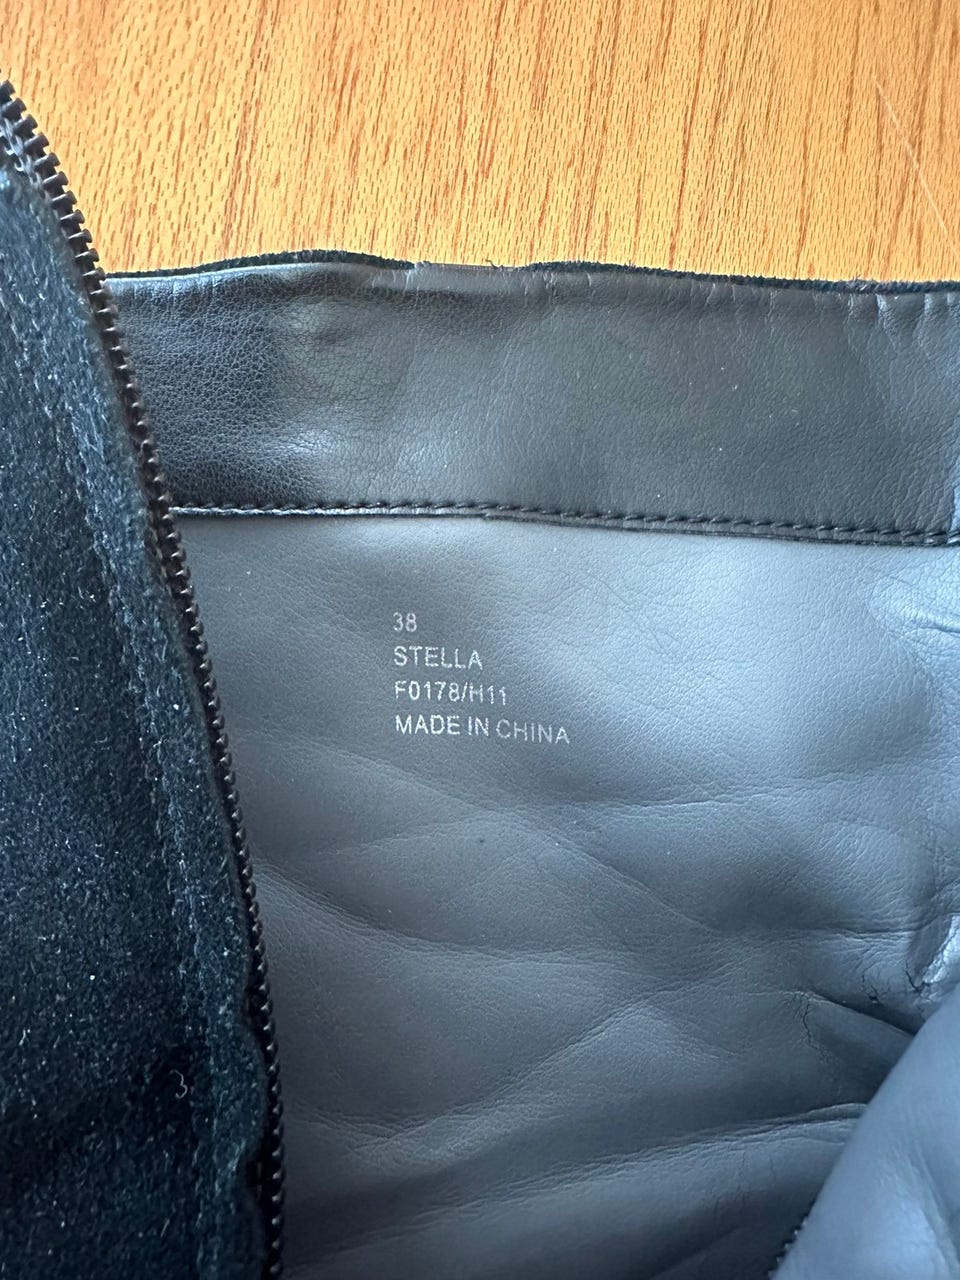 38
STELLA
F0178/H11
MADE IN CHINA